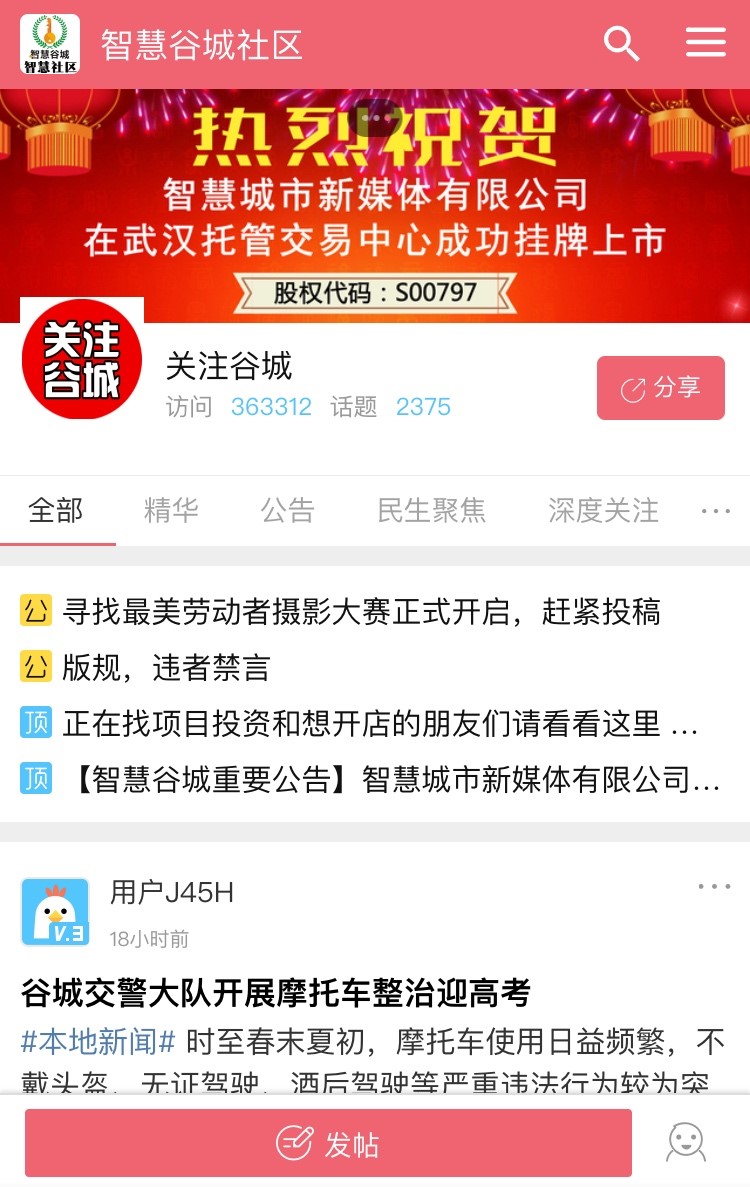 智慧谷城
智慧社区
智慧谷城社区
热烈祝贺
智慧城市新媒体有限公司
在武汉托管交易中心成功挂牌上市
股权代码：S00797
关注
谷城
关注谷城
访问 363312 话题 2375
分享
全部 精华 公告 民生聚焦 深度关注 ···
公 寻找最美劳动者摄影大赛正式开启，赶紧投稿
公 版规，违者禁言
顶 正在找项目投资和想开店的朋友们请看看这里 ...
顶 【智慧谷城重要公告】智慧城市新媒体有限公司...
用户J45H
V.3
18小时前
谷城交警大队开展摩托车整治迎高考
#本地新闻# 时至春末夏初，摩托车使用日益频繁，不
戴头盔、无证驾驶、酒后驾驶等严重违法行为较为突
发帖